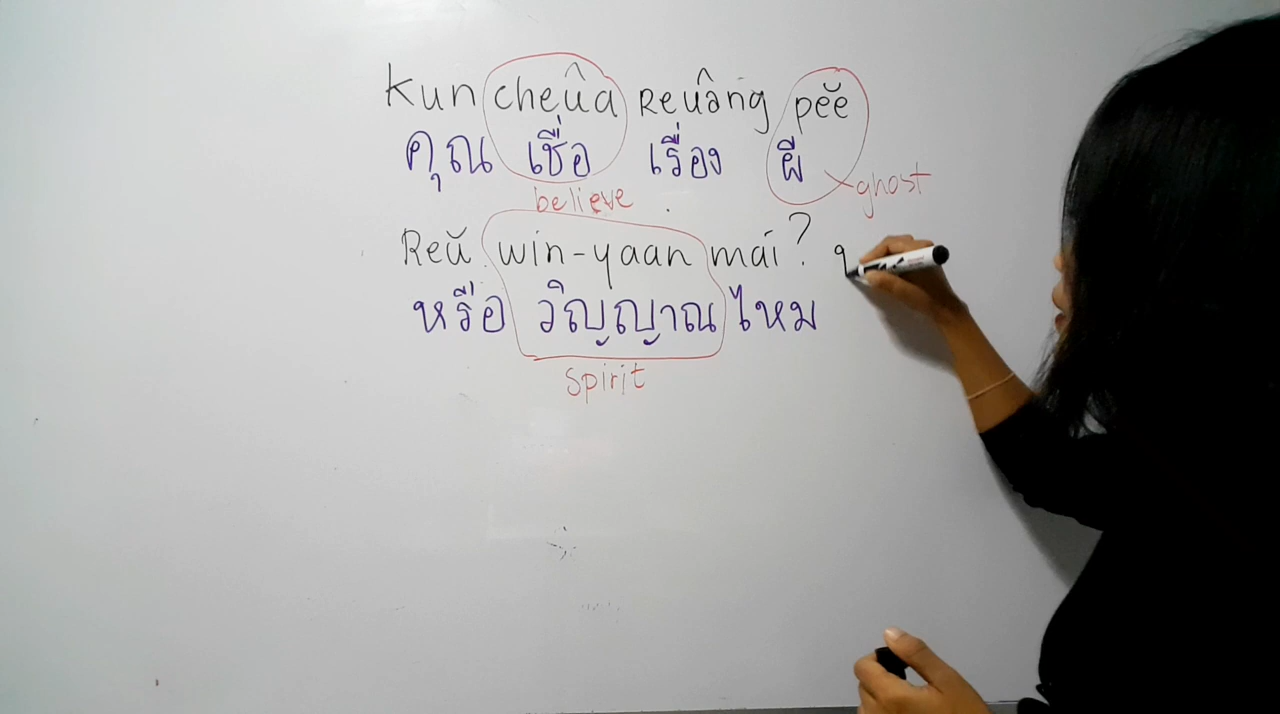 kun cheûa Reuâng pěe
คุณ เชื่อ เรื่อง ผี
believe ghost
Reŭ win-yaan mái?
หรือ วิญญาณ ไหม
spirit